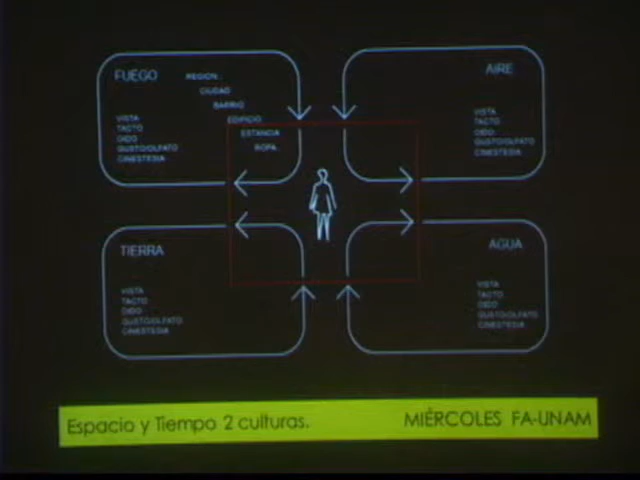 FUEGO
REGION :
CIUDAD
BARRIO
EDIFICIO
ESTANCIA
ROPA
VISTA
TACTO
OIDO
GUSTO/OLFATO
CINESTESIA
AIRE
VISTA
TACTO
OIDO
GUSTO/OLFATO
CINESTESIA
TIERRA
VISTA
TACTO
OIDO
GUSTO/OLFATO
CINESTESIA
AGUA
VISTA
TACTO
OIDO
GUSTO/OLFATO
CINESTESIA
Espacio y Tiempo 2 culturas.
MIÉRCOLES FA-UNAM